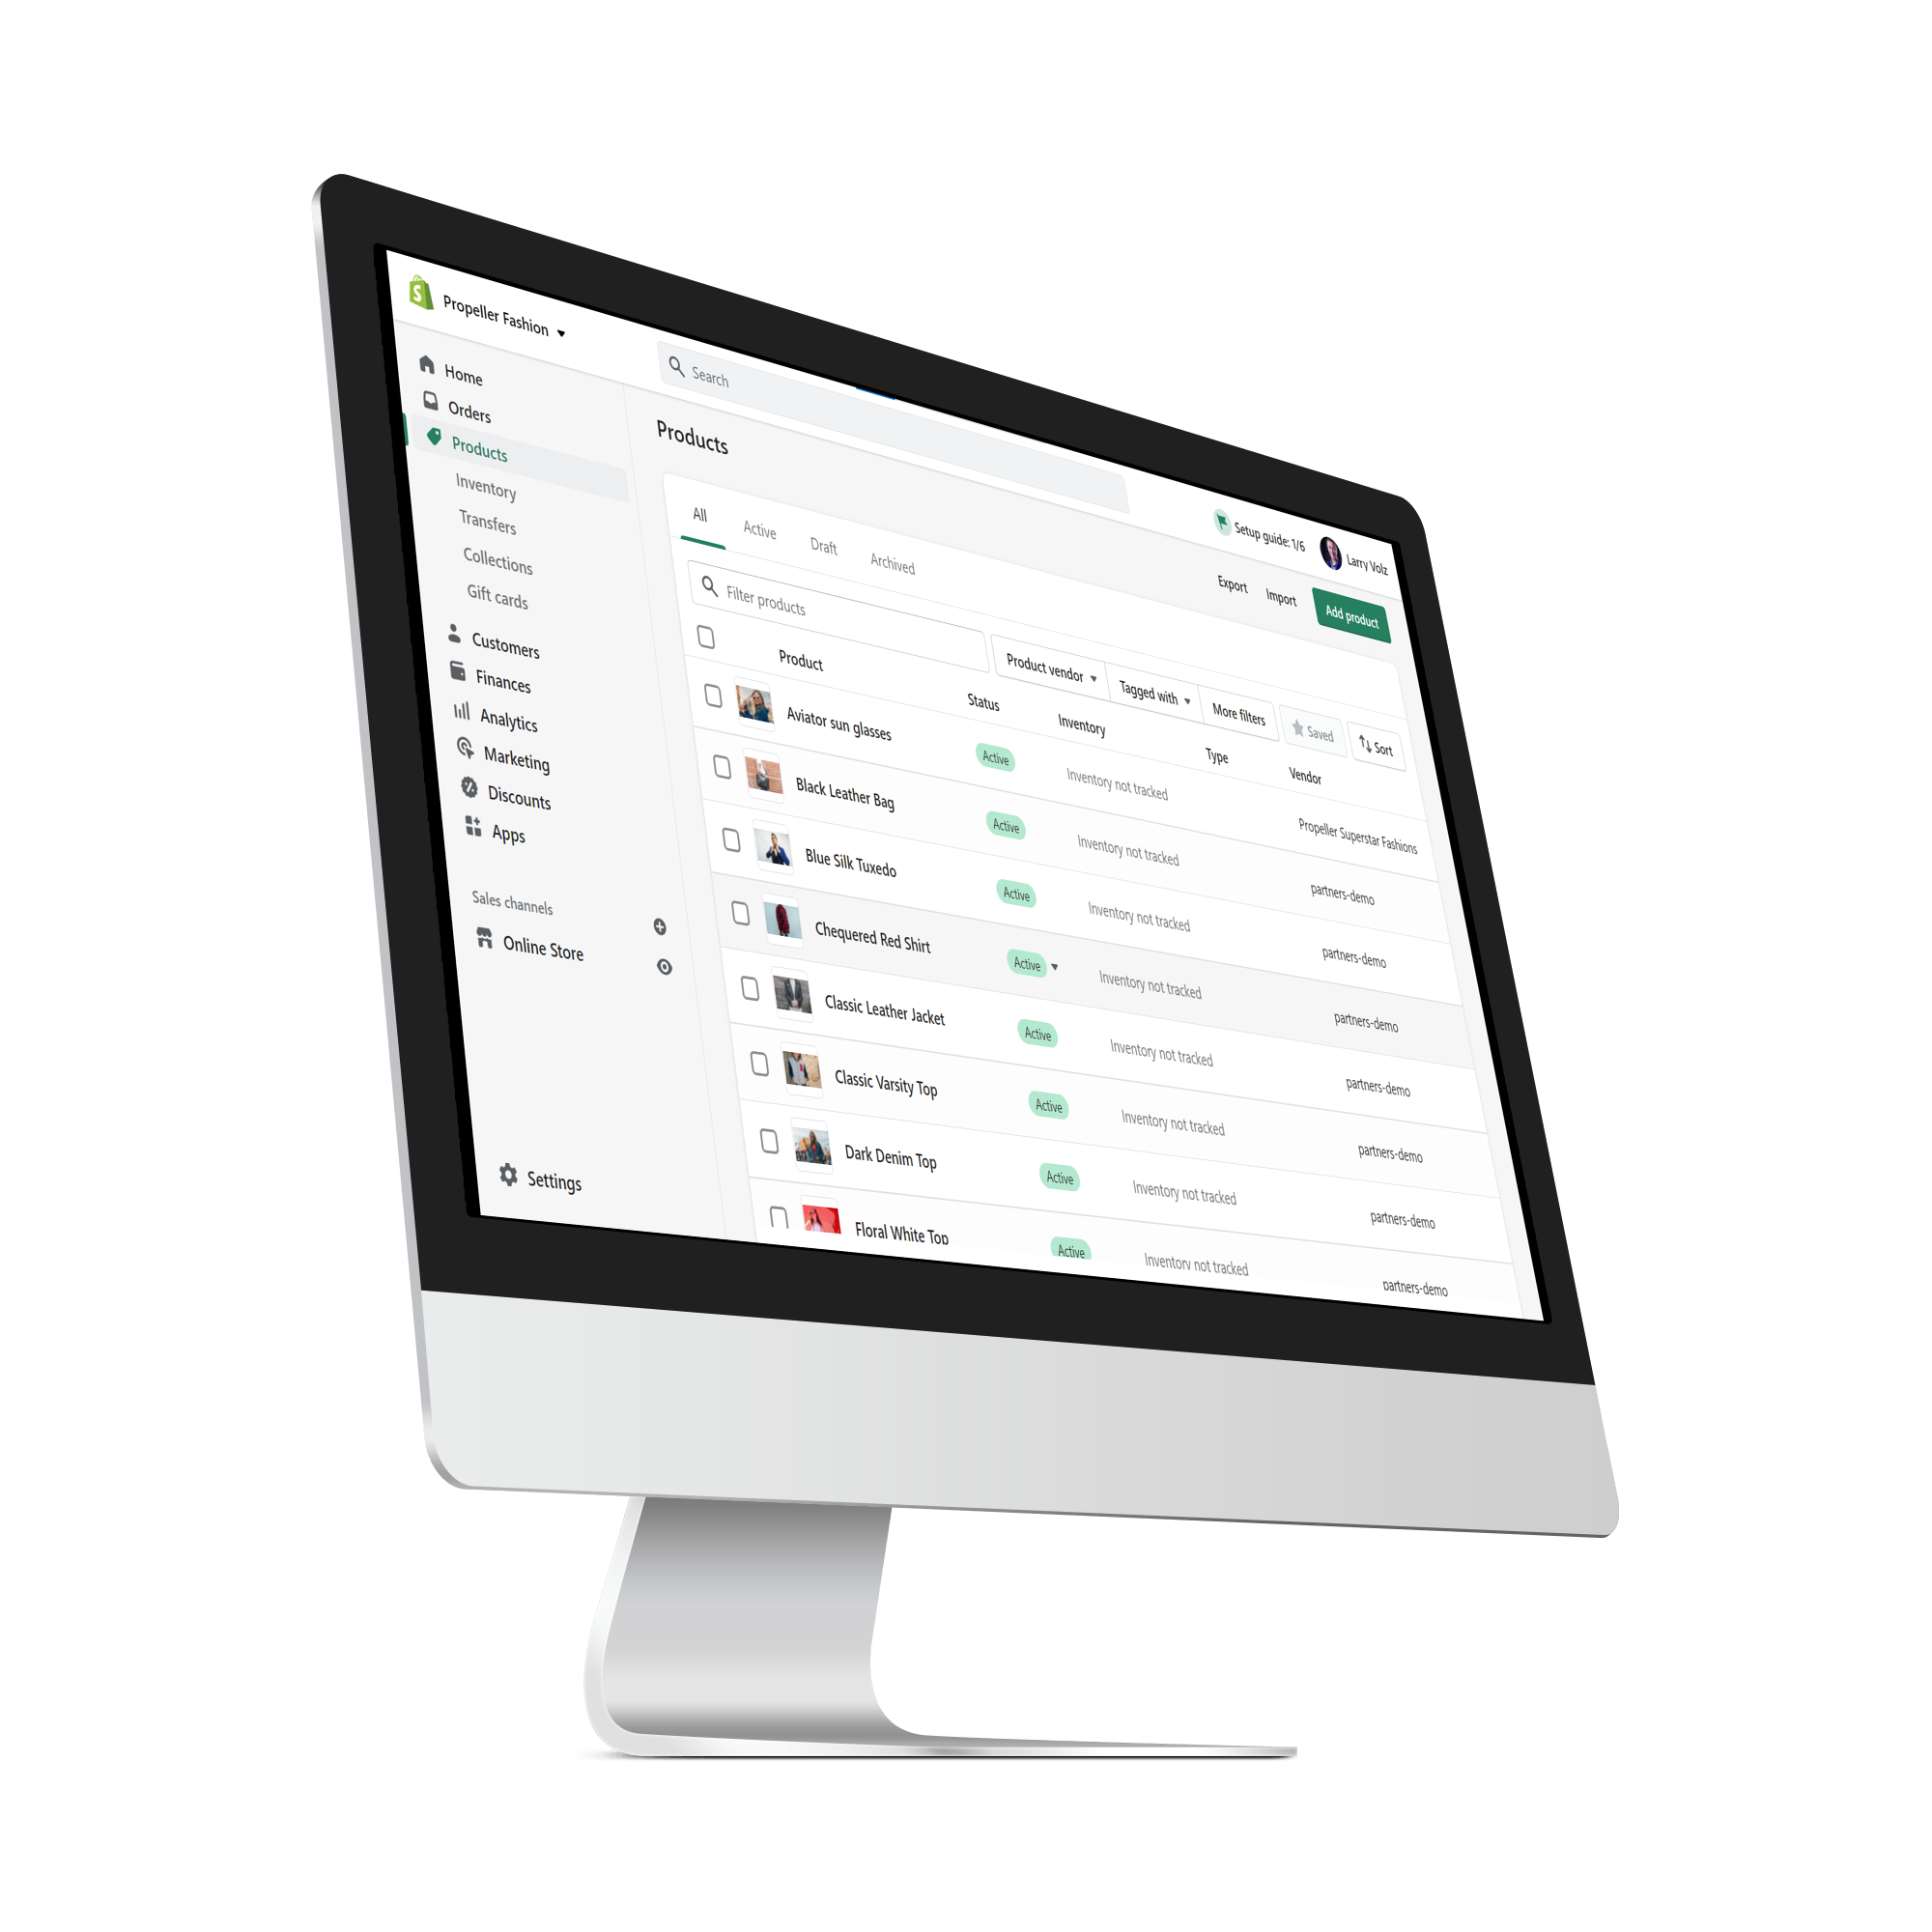 Propeller Fashion
Search
Setup guide: 1/6
Larry Volz
Home
Orders
Products
Inventory
Transfers
Collections
Gift cards
Customers
Finances
Analytics
Marketing
Discounts
Apps
Sales channels
Online Store
Settings
Products
Export Import Add product
All Active Draft Archived
Filter products
Product vendor Tagged with More filters Saved Sort
Product Status Inventory Type Vendor
Aviator sun glasses Active Inventory not tracked Propeller Superstar Fashions
Black Leather Bag Active Inventory not tracked partners-demo
Blue Silk Tuxedo Active Inventory not tracked partners-demo
Chequered Red Shirt Active Inventory not tracked partners-demo
Classic Leather Jacket Active Inventory not tracked partners-demo
Classic Varsity Top Active Inventory not tracked partners-demo
Dark Denim Top Active Inventory not tracked partners-demo
Floral White Top Active Inventory not tracked partners-demo